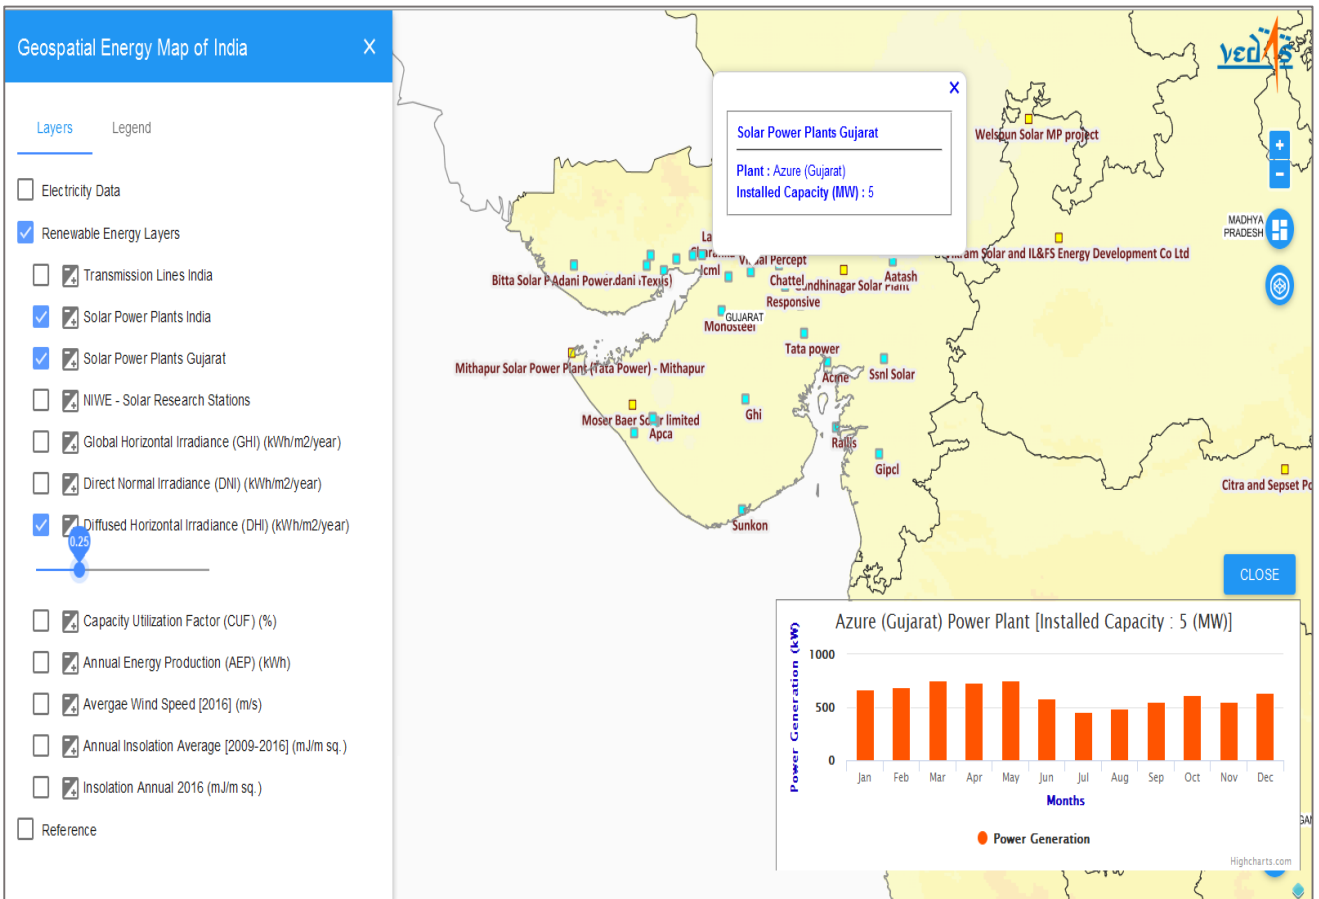 Geospatial Energy Map of India
X
Layers
Legend
Electricity Data
Renewable Energy Layers
Transmission Lines India
Solar Power Plants India
Solar Power Plants Gujarat
NIWE - Solar Research Stations
Global Horizontal Irradiance (GHI) (kWh/m2/year)
Direct Normal Irradiance (DNI) (kWh/m2/year)
Diffused Horizontal Irradiance (DHI) (kWh/m2/year)
0.25
Capacity Utilization Factor (CUF) (%)
Annual Energy Production (AEP) (kWh)
Avergae Wind Speed [2016] (m/s)
Annual Insolation Average [2009-2016] (mJ/m sq.)
Insolation Annual 2016 (mJ/m sq.)
Reference
X
Solar Power Plants Gujarat
Plant : Azure (Gujarat)
Installed Capacity (MW) : 5
Welspun Solar MP project
+
-
MADHYA
PRADESH
Solar and IL&FS Energy Development Co Ltd
Percept
Bitta Solar
Adani Power
Chattel
Gandhinagar Solar Plant
Aatash
Responsive
GUJARAT
Monosteel
Tata power
Mithapur Solar Power Plant (Tata Power) - Mithapur
Acme
Ssnl Solar
Moser Baer Solar limited
Apca
Ghi
Rallis
Gipcl
Citra and Sepset
Sunkon
CLOSE
Azure (Gujarat) Power Plant [Installed Capacity : 5 (MW)]
Power Generation (kW)
1000
500
0
Jan Feb Mar Apr May Jun Jul Aug Sep Oct Nov Dec
Months
Power Generation
Highcharts.com